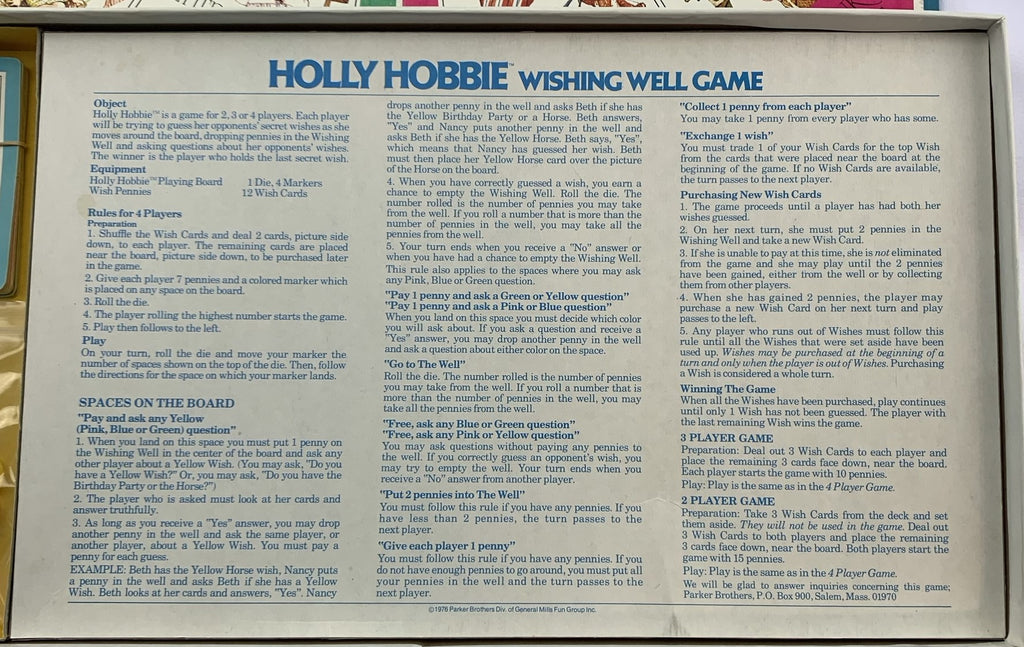 HOLLY HOBBIE™ WISHING WELL GAME
Object
Holly Hobbie™ is a game for 2, 3 or 4 players. Each player
will be trying to guess her opponents' secret wishes as she
moves around the board, dropping pennies in the Wishing
Well and asking questions about her opponents' wishes.
The winner is the player who holds the last secret wish.
Equipment
Holly Hobbie™ Playing Board 1 Die, 4 Markers
Wish Pennies 12 Wish Cards
Rules for 4 Players
Preparation
1. Shuffle the Wish Cards and deal 2 cards, picture side
down, to each player. The remaining cards are placed
near the board, picture side down, to be purchased later
in the game.
2. Give each player 7 pennies and a colored marker which
is placed on any space on the board.
3. Roll the die.
4. The player rolling the highest number starts the game.
5. Play then follows to the left.
Play
On your turn, roll the die and move your marker the
number of spaces shown on the top of the die. Then, follow
the directions for the space on which your marker lands.
SPACES ON THE BOARD
"Pay and ask any Yellow
(Pink, Blue or Green) question"
1. When you land on this space you must put 1 penny on
the Wishing Well in the center of the board and ask any
other player about a Yellow Wish. (You may ask, "Do you
have a Yellow Wish?" Or, you may ask, "Do you have the
Birthday Party or the Horse?")
2. The player who is asked must look at her cards and
answer truthfully.
3. As long as you receive a "Yes" answer, you may drop
another penny in the well and ask the same player, or
another player, about a Yellow Wish. You must pay a
penny for each guess.
EXAMPLE: Beth has the Yellow Horse wish, Nancy puts
a penny in the well and asks Beth if she has a Yellow
Wish. Beth looks at her cards and answers, "Yes". Nancy
drops another penny in the well and asks Beth if she has
the Yellow Birthday Party or a Horse. Beth answers,
"Yes" and Nancy puts another penny in the well and
asks Beth if she has the Yellow Horse. Beth says, "Yes",
which means that Nancy has guessed her wish. Beth
must then place her Yellow Horse card over the picture
of the Horse on the board.
4. When you have correctly guessed a wish, you earn a
chance to empty the Wishing Well. Roll the die. The
number rolled is the number of pennies you may take
from the well. If you roll a number that is more than the
number of pennies in the well, you may take all the
pennies from the well.
5. Your turn ends when you receive a "No" answer or
when you have had a chance to empty the Wishing Well.
This rule also applies to the spaces where you may ask
any Pink, Blue or Green question.
"Pay 1 penny and ask a Green or Yellow question"
"Pay 1 penny and ask a Pink or Blue question"
When you land on this space you must decide which color
you will ask about. If you ask a question and receive a
"Yes" answer, you may drop another penny in the well
and ask a question about either color on the space.
"Go to The Well"
Roll the die. The number rolled is the number of pennies
you may take from the well. If you roll a number that is
more than the number of pennies in the well, you may
take all the pennies from the well.
"Free, ask any Blue or Green question"
"Free, ask any Pink or Yellow question"
You may ask questions without paying any pennies to
the well. If you correctly guess an opponent's wish, you
may try to empty the well. Your turn ends when you
receive a "No" answer from another player.
"Put 2 pennies into The Well"
You must follow this rule if you have any pennies. If you
have less than 2 pennies, the turn passes to the
next player.
"Give each player 1 penny"
You must follow this rule if you have any pennies. If you
do not have enough pennies to go around, you must put all
your pennies in the well and the turn passes to the
next player.
"Collect 1 penny from each player"
You may take 1 penny from every player who has some.
"Exchange 1 wish"
You must trade 1 of your Wish Cards for the top Wish
from the cards that were placed near the board at the
beginning of the game. If no Wish Cards are available,
the turn passes to the next player.
Purchasing New Wish Cards
1. The game proceeds until a player has had both her
wishes guessed.
2. On her next turn, she must put 2 pennies in the
Wishing Well and take a new Wish Card.
3. If she is unable to pay at this time, she is not eliminated
from the game and she may play until the 2 pennies
have been gained, either from the well or by collecting
them from other players.
4. When she has gained 2 pennies, the player may
purchase a new Wish Card on her next turn and play
passes to the left.
5. Any player who runs out of Wishes must follow this
rule until all the Wishes that were set aside have been
used up. Wishes may be purchased at the beginning of a
turn and only when the player is out of Wishes. Purchasing
a Wish is considered a whole turn.
Winning The Game
When all the Wishes have been purchased, play continues
until only 1 Wish has not been guessed. The player with
the last remaining Wish wins the game.
3 PLAYER GAME
Preparation: Deal out 3 Wish Cards to each player and
place the remaining 3 cards face down, near the board.
Each player starts the game with 10 pennies.
Play: Play is the same as in the 4 Player Game.
2 PLAYER GAME
Preparation: Take 3 Wish Cards from the deck and set
them aside. They will not be used in the game. Deal out
3 Wish Cards to both players and place the remaining
3 cards face down, near the board. Both players start the
game with 15 pennies.
Play: Play is the same as in the 4 Player Game.
We will be glad to answer inquiries concerning this game;
Parker Brothers, P.O. Box 900, Salem, Mass. 01970
©1976 Parker Brothers Div. of General Mills Fun Group Inc.